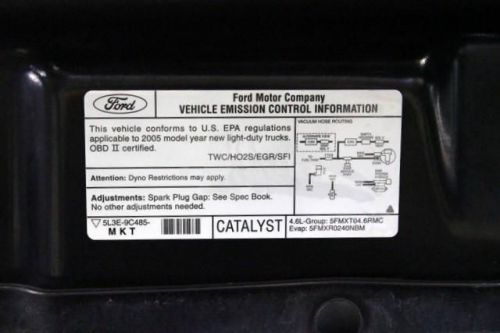 Ford
Ford Motor Company
VEHICLE EMISSION CONTROL INFORMATION
This vehicle conforms to U.S. EPA regulations
applicable to 2005 model year new light-duty trucks.
OBD II certified.
TWC/HO2S/EGR/SFI
VACUUM HOSE ROUTING
Attention: Dyno Restrictions may apply.
Adjustments: Spark Plug Gap: See Spec Book.
No other adjustments needed.
5L3E-9C485-
MKT
CATALYST
4.6L-Group: 5FMXT04.6RMC
Evap: 5FMXR0240NBM